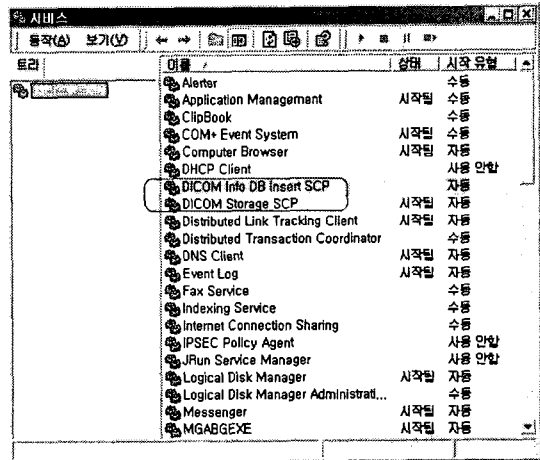 서비스
동작(A) 보기(V)
트리 이름 상태 시작 유형
Alerter 수동
Application Management 시작됨 수동
ClipBook 수동
COM+ Event System 시작됨 수동
Computer Browser 시작됨 자동
DHCP Client 사용 안함
DICOM Info DB Insert SCP 자동
DICOM Storage SCP 시작됨 자동
Distributed Link Tracking Client 시작됨 자동
Distributed Transaction Coordinator 수동
DNS Client 시작됨 자동
Event Log 시작됨 자동
Fax Service 수동
Indexing Service 수동
Internet Connection Sharing 수동
IPSEC Policy Agent 사용 안함
JRun Service Manager 사용 안함
Logical Disk Manager 시작됨 자동
Logical Disk Manager Administrati... 수동
Messenger 시작됨 자동
MGABGEXE 시작됨 자동